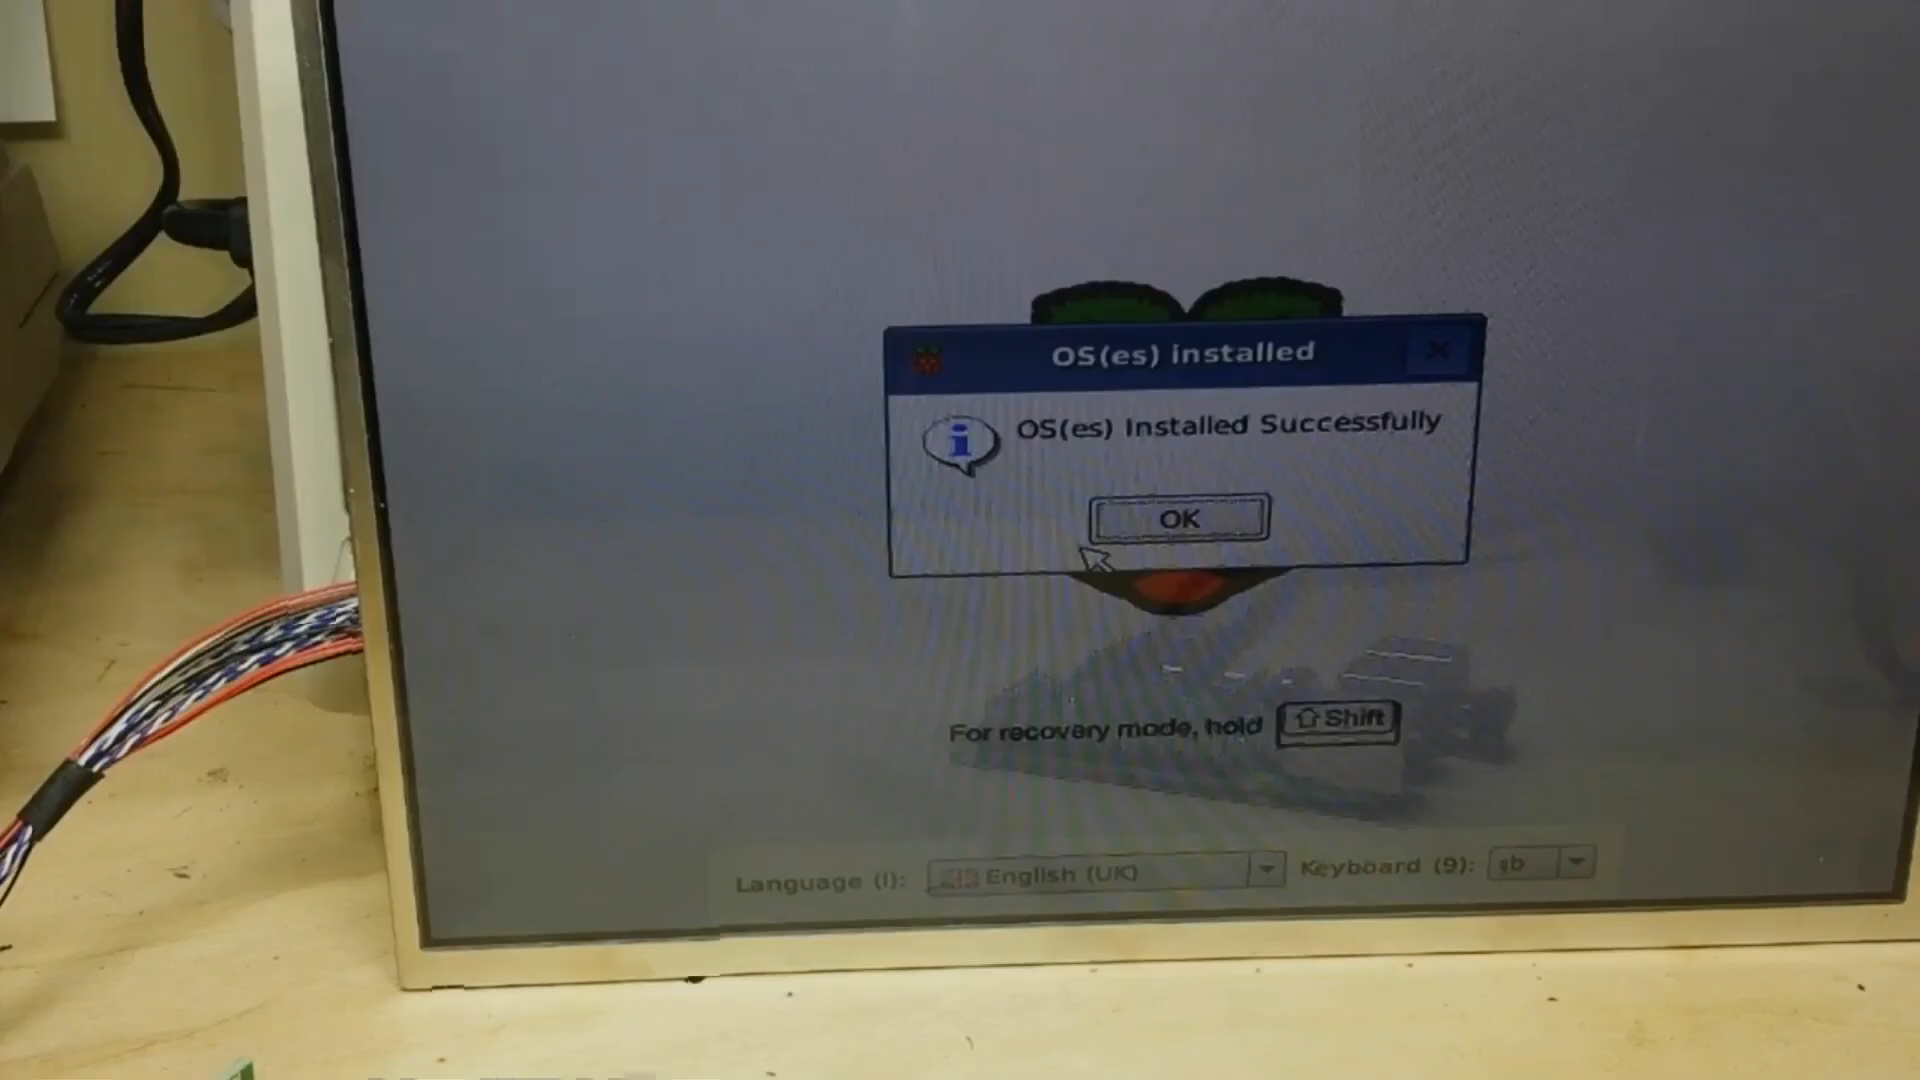 OS(es) installed
OS(es) Installed Successfully
OK
For recovery mode, hold Shift
Language (l): English (UK) Keyboard (9): gb